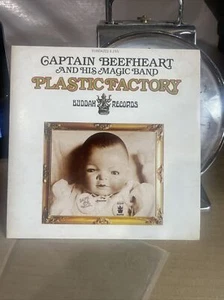 CAPTAIN BEEFHEART
AND HIS MAGIC BAND
PLASTIC FACTORY
BUDDAH RECORDS